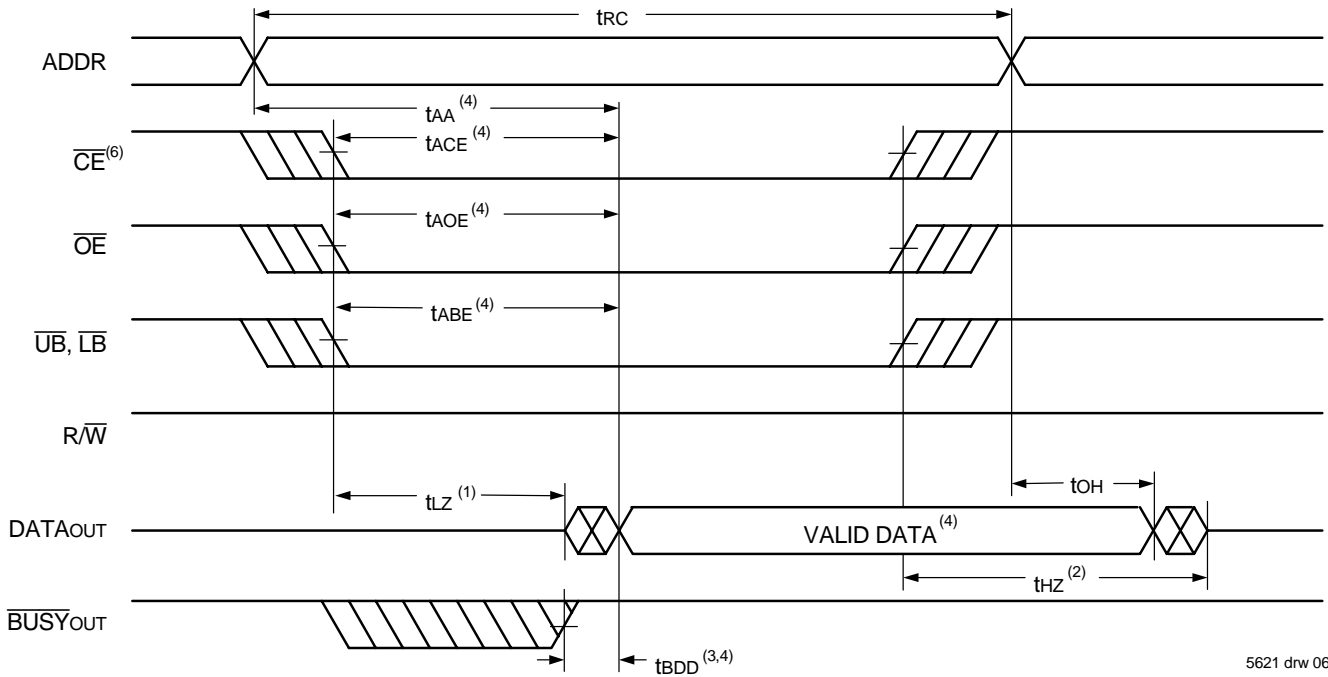 tRC
ADDR
tAA (4)
CE(6)
tACE (4)
OE
tAOE (4)
UB, LB
tABE (4)
R/W
tLZ (1)
tOH
DATAOUT
VALID DATA(4)
tHZ (2)
BUSYOUT
tBDD (3,4)
5621 drw 06